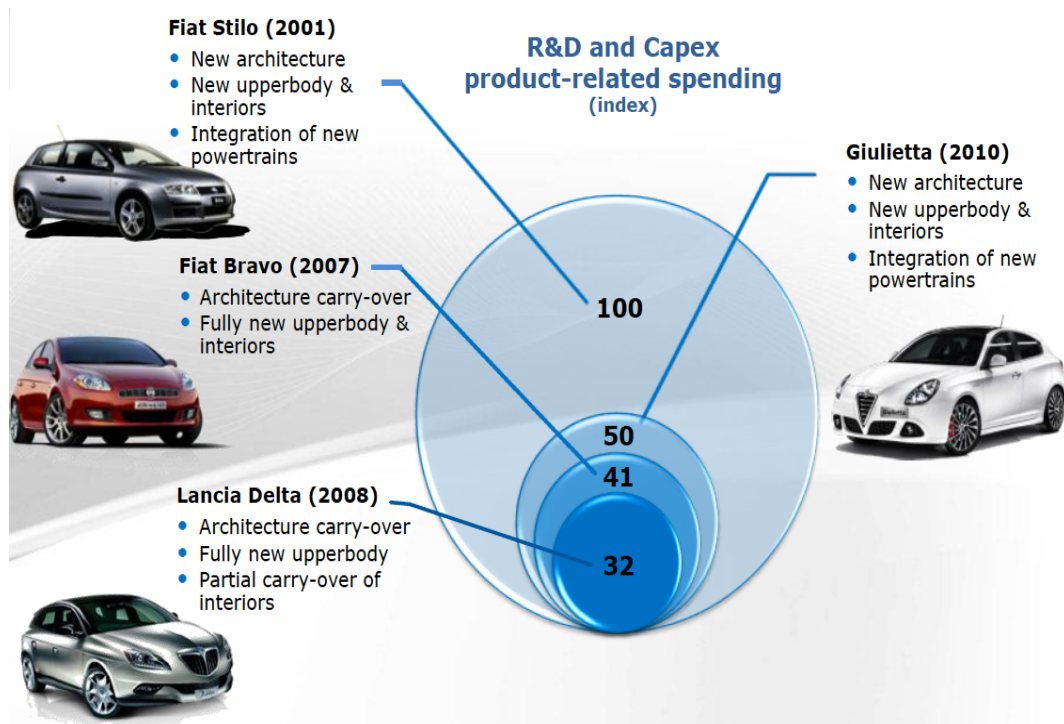 Fiat Stilo (2001)
• New architecture
• New upperbody &
interiors
• Integration of new
powertrains
R&D and Capex
product-related spending
(index)
Giulietta (2010)
• New architecture
• New upperbody &
interiors
• Integration of new
powertrains
Fiat Bravo (2007)
• Architecture carry-over
• Fully new upperbody &
interiors
Lancia Delta (2008)
• Architecture carry-over
• Fully new upperbody
• Partial carry-over of
interiors
100
50
41
32
Giulietta